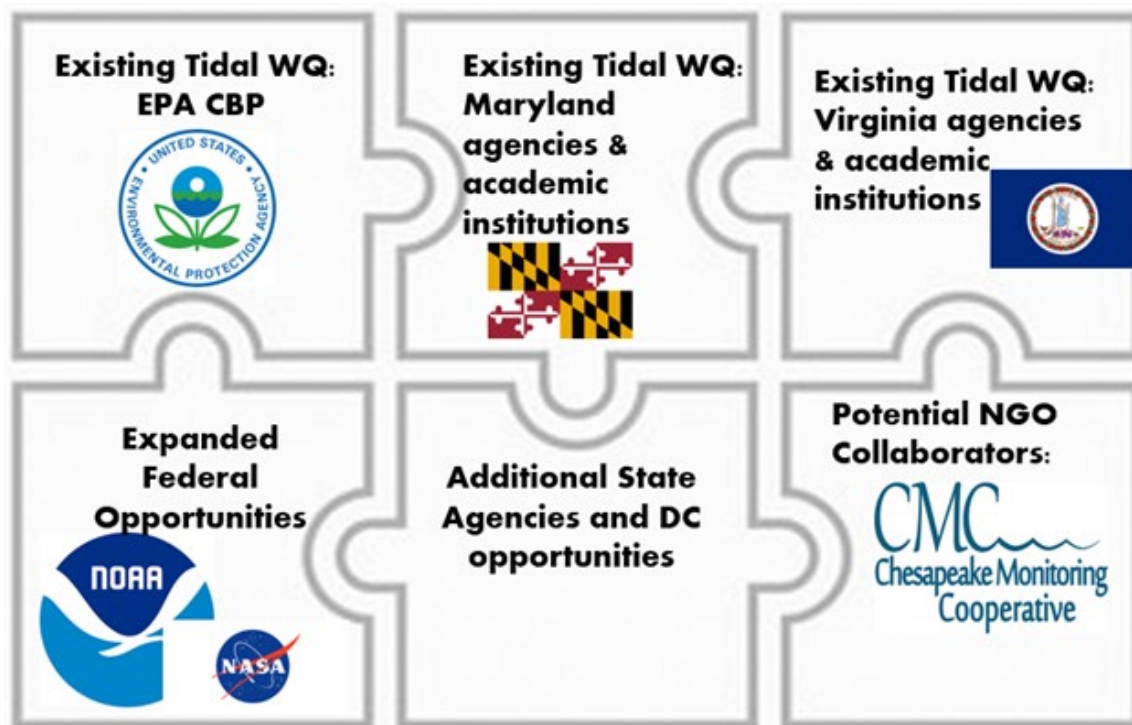 Existing Tidal WQ:
EPA CBP
UNITED STATES
ENVIRONMENTAL PROTECTION AGENCY
Existing Tidal WQ:
Maryland
agencies &
academic
institutions
Existing Tidal WQ:
Virginia agencies
& academic
institutions
Expanded
Federal
Opportunities
NOAA
NASA
Additional State
Agencies and DC
opportunities
Potential NGO
Collaborators:
CMC
Chesapeake Monitoring
Cooperative